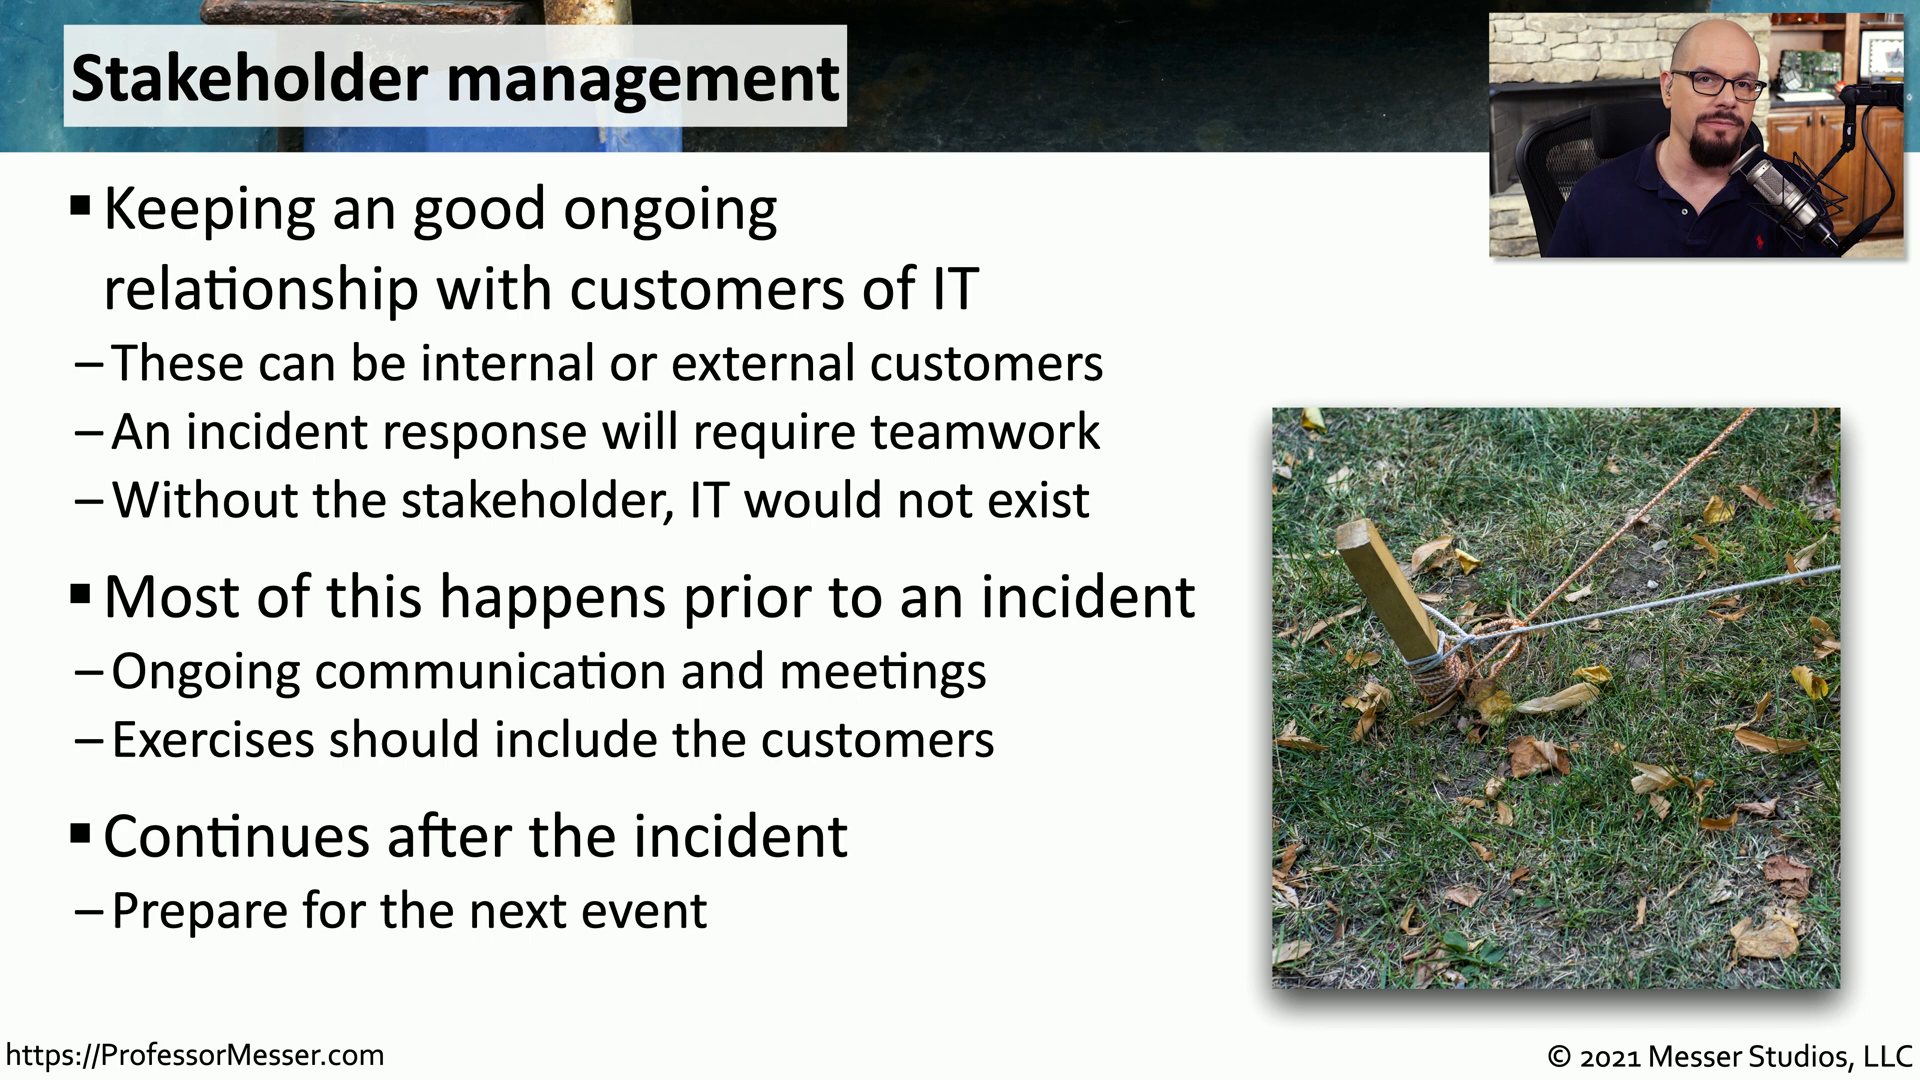 Stakeholder management
▪ Keeping an good ongoing
relationship with customers of IT
– These can be internal or external customers
– An incident response will require teamwork
– Without the stakeholder, IT would not exist
▪ Most of this happens prior to an incident
– Ongoing communication and meetings
– Exercises should include the customers
▪ Continues after the incident
– Prepare for the next event
https://ProfessorMesser.com
© 2021 Messer Studios, LLC